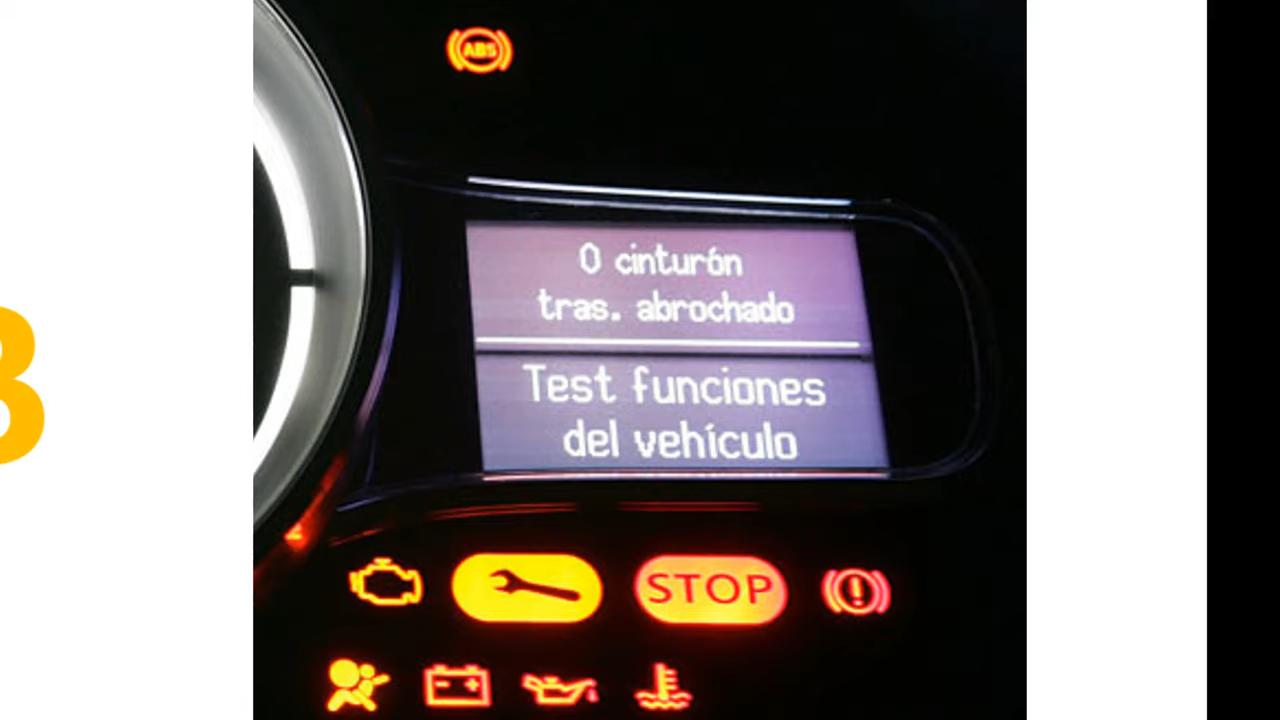 ABS
0 cinturón
tras. abrochado
Test funciones
del vehículo
STOP